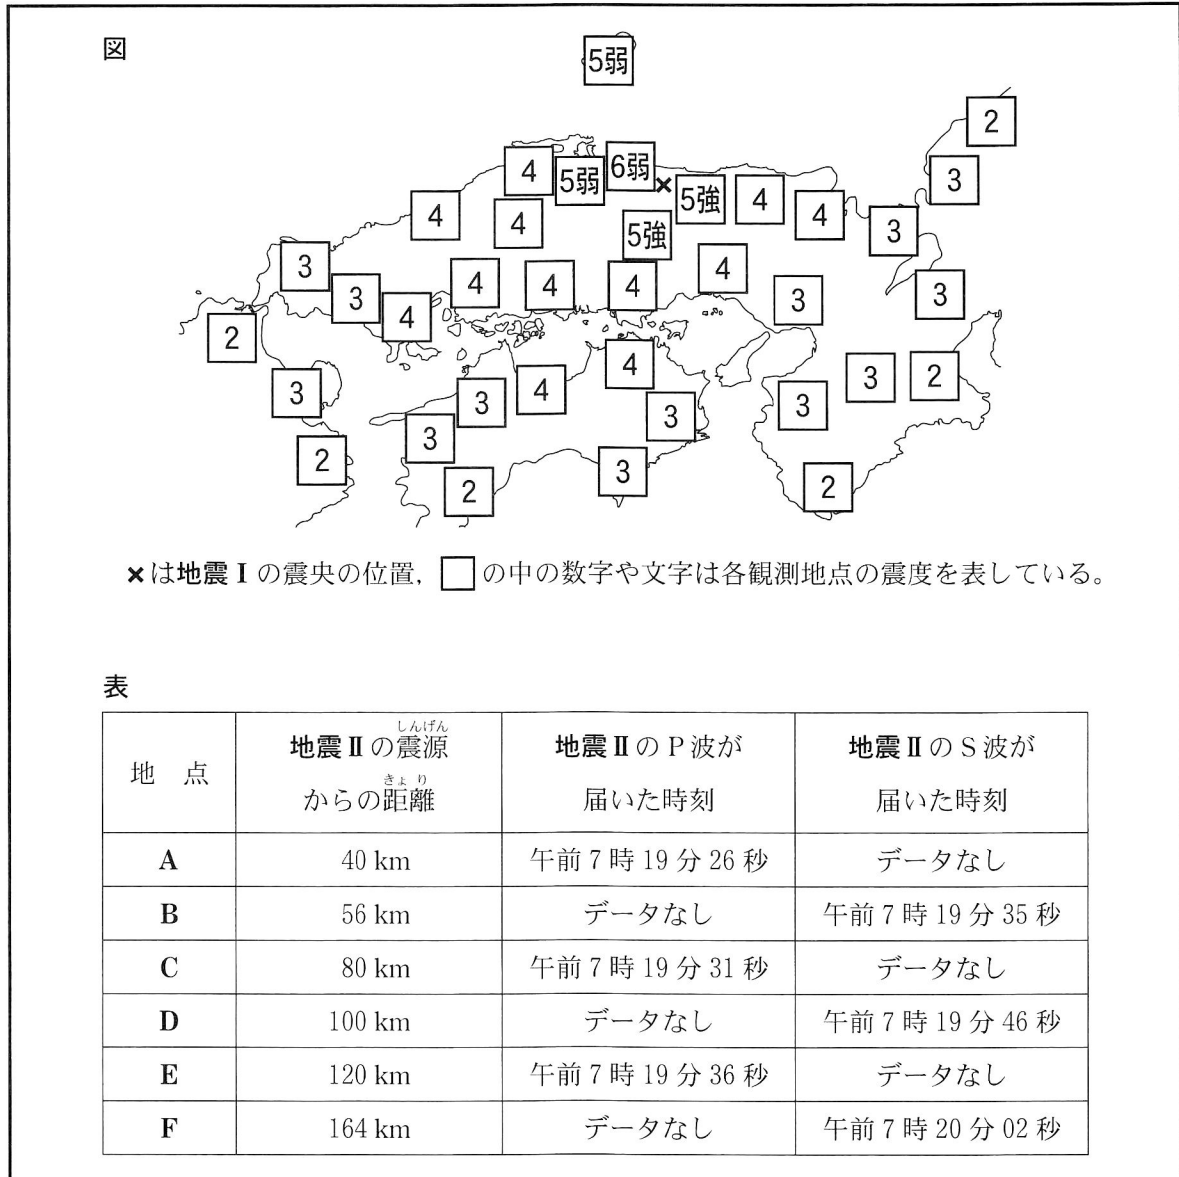 図
5弱
2
4
5弱
6弱
3
5強
4
4
4
4
5強
3
3
4
4
4
4
3
3
4
3
3
2
4
3
3
2
3
4
3
3
3
2
2
3
2
×は地震Ⅰの震央の位置，□の中の数字や文字は各観測地点の震度を表している。
表
地　点
地震Ⅱの震源からの距離
しんげん
きょり
地震ⅡのP波が届いた時刻
地震ⅡのS波が届いた時刻
A 40 km 午前7時19分26秒 データなし
B 56 km データなし 午前7時19分35秒
C 80 km 午前7時19分31秒 データなし
D 100 km データなし 午前7時19分46秒
E 120 km 午前7時19分36秒 データなし
F 164 km データなし 午前7時20分02秒